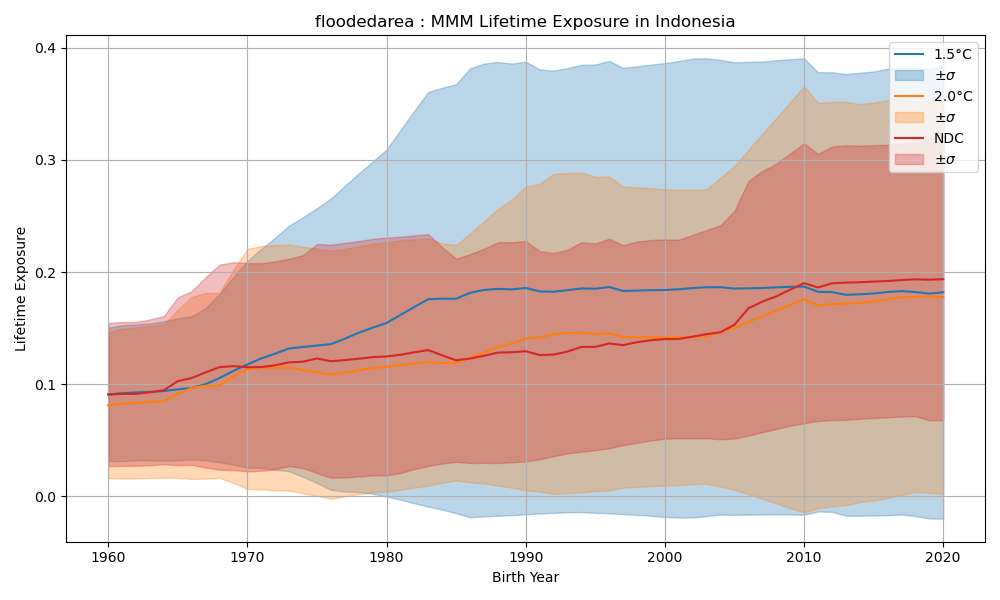 floodedarea : MMM Lifetime Exposure in Indonesia
Lifetime Exposure
0.4
0.3
0.2
0.1
0.0
1.5°C
±σ
2.0°C
±σ
NDC
±σ
1960 1970 1980 1990 2000 2010 2020
Birth Year